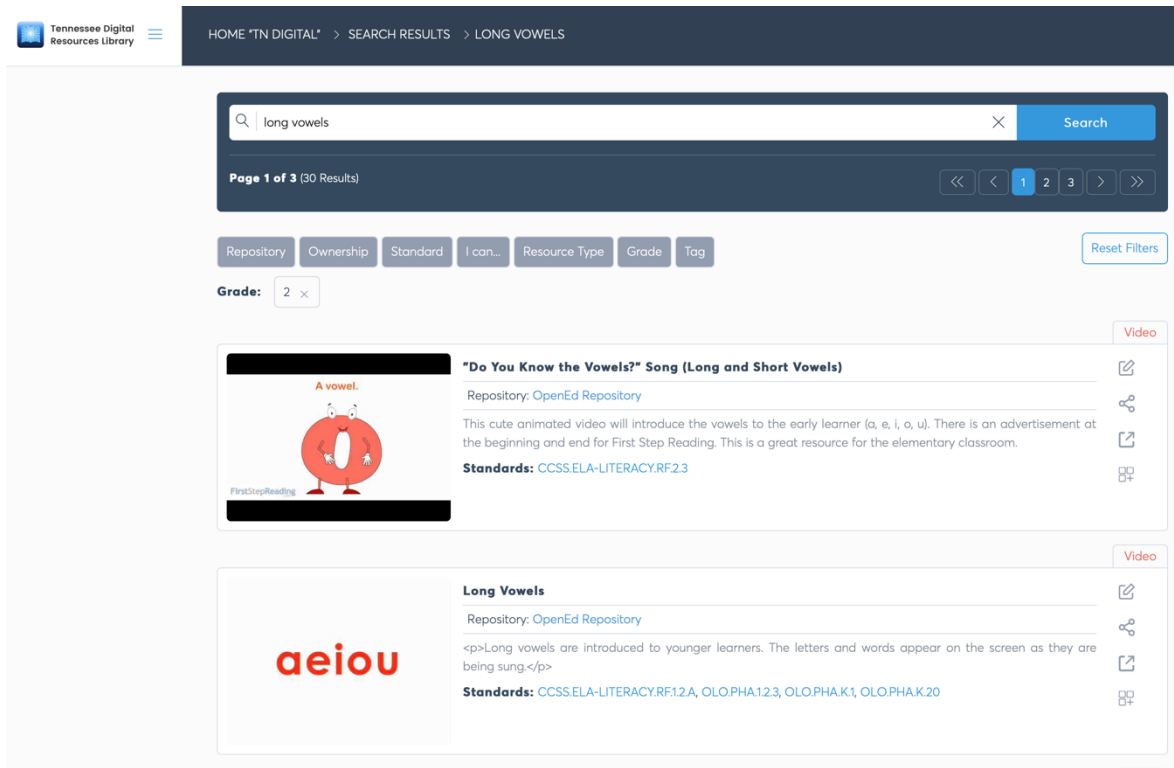 Tennessee Digital
Resources Library
HOME "TN DIGITAL" > SEARCH RESULTS > LONG VOWELS
long vowels
Search
Page 1 of 3 (30 Results)
1 2 3
Repository Ownership Standard I can... Resource Type Grade Tag
Reset Filters
Grade: 2
Video
A vowel.
FirstStepReading
"Do You Know the Vowels?" Song (Long and Short Vowels)
Repository: OpenEd Repository
This cute animated video will introduce the vowels to the early learner (a, e, i, o, u). There is an advertisement at
the beginning and end for First Step Reading. This is a great resource for the elementary classroom.
Standards: CCSS.ELA-LITERACY.RF.2.3
Video
aeiou
Long Vowels
Repository: OpenEd Repository
<p>Long vowels are introduced to younger learners. The letters and words appear on the screen as they are
being sung.</p>
Standards: CCSS.ELA-LITERACY.RF.1.2.A, OLO.PHA.1.2.3, OLO.PHA.K.1, OLO.PHA.K.20